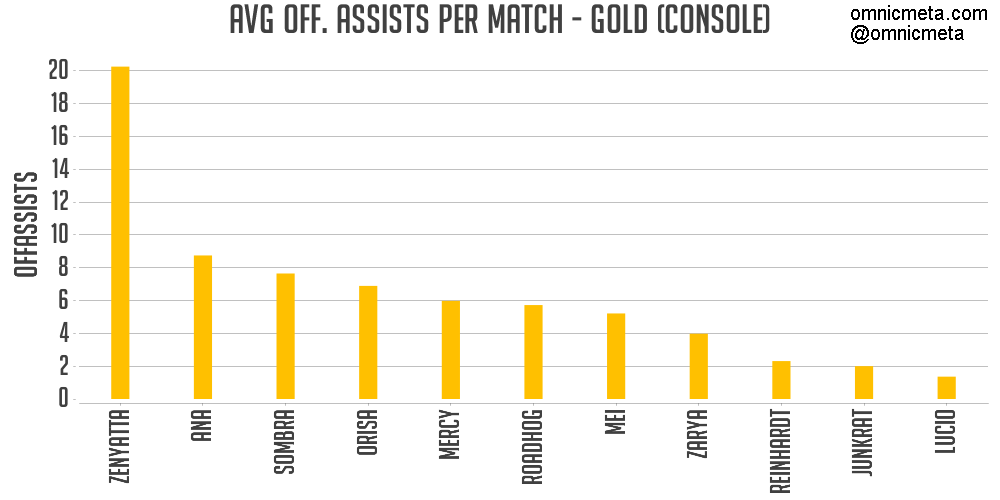 AVG OFF. ASSISTS PER MATCH - GOLD (CONSOLE)
omnicmeta.com
@omnicmeta
OFFASSISTS
20
18
16
14
12
10
8
6
4
2
0
ZENYATTA
ANA
SOMBRA
ORISA
MERCY
ROADHOG
MEI
ZARYA
REINHARDT
JUNKRAT
LUCIO